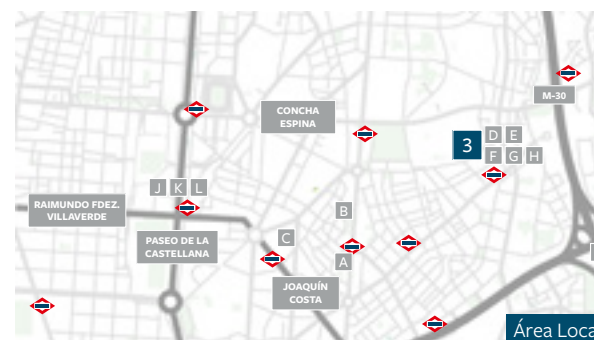 M-30
CONCHA
ESPINA
3
D E
F G H
J K L
RAIMUNDO FDEZ.
VILLAVERDE
B
PASEO DE LA
CASTELLANA
C
A
JOAQUÍN
COSTA
Área Loca